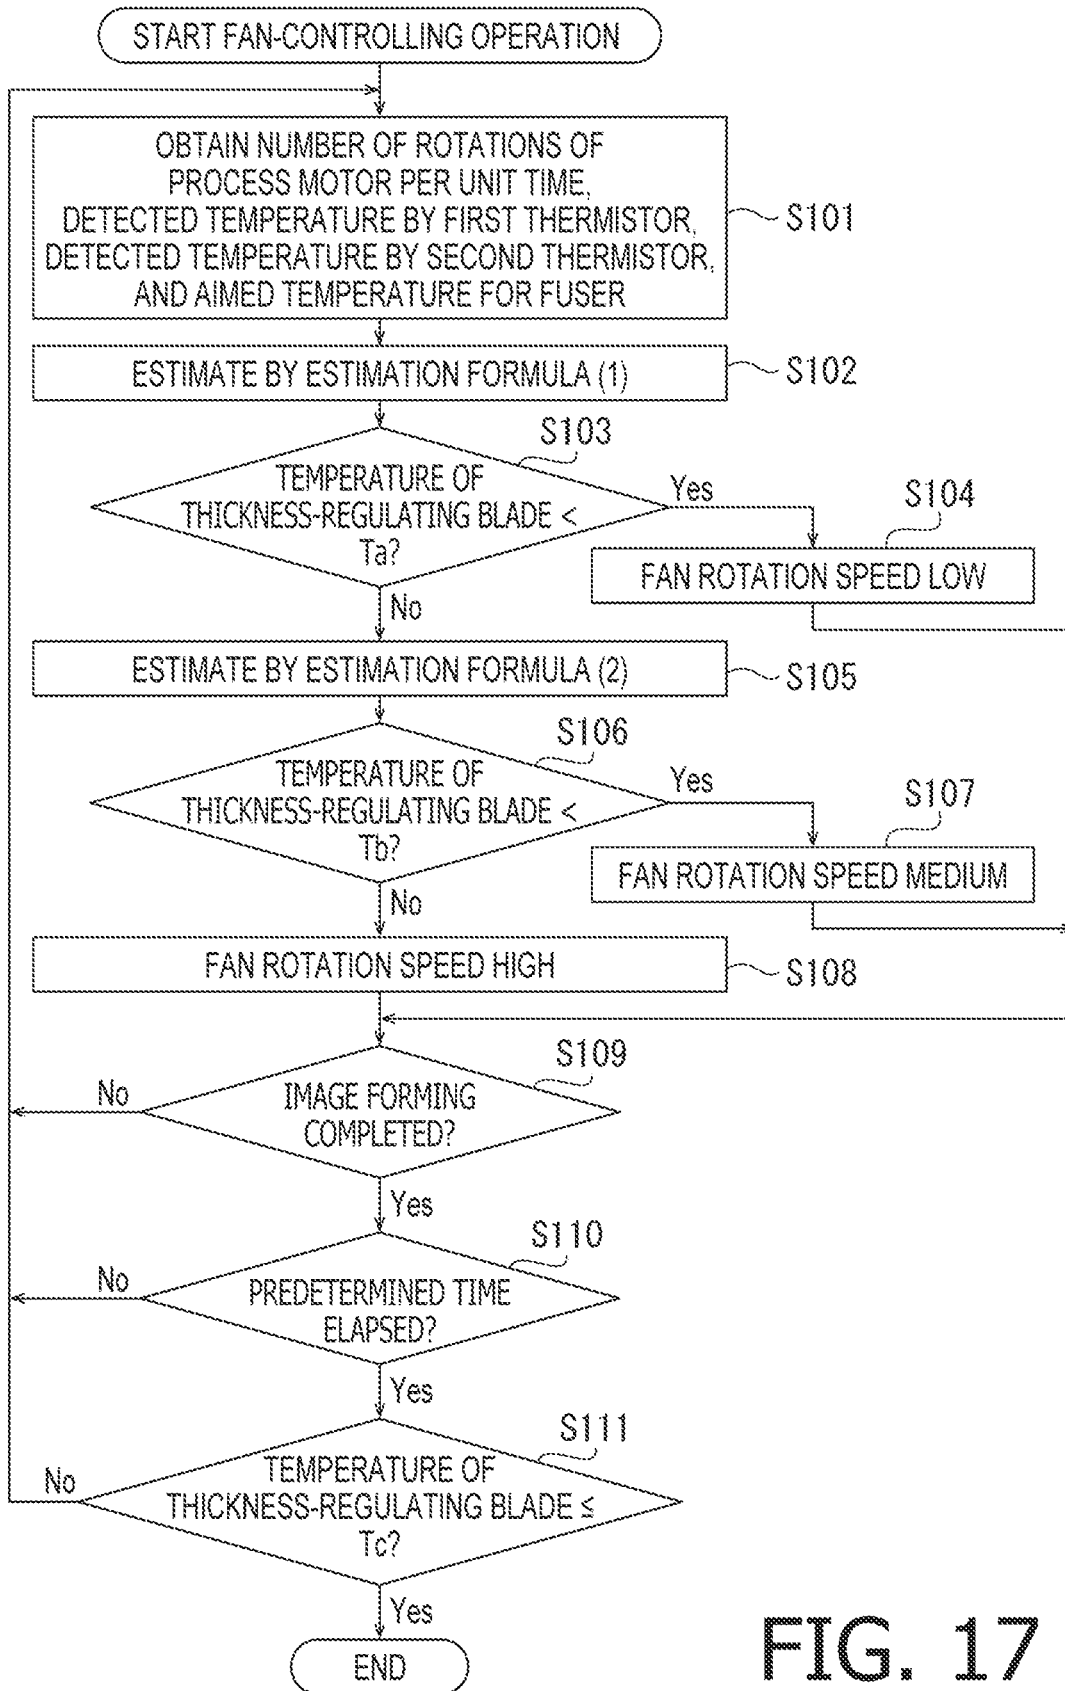 START FAN-CONTROLLING OPERATION
OBTAIN NUMBER OF ROTATIONS OF
PROCESS MOTOR PER UNIT TIME,
DETECTED TEMPERATURE BY FIRST THERMISTOR,
DETECTED TEMPERATURE BY SECOND THERMISTOR,
AND AIMED TEMPERATURE FOR FUSER
S101
ESTIMATE BY ESTIMATION FORMULA (1)
S102
S103
TEMPERATURE OF
THICKNESS-REGULATING BLADE <
Ta?
Yes
S104
FAN ROTATION SPEED LOW
No
ESTIMATE BY ESTIMATION FORMULA (2)
S105
S106
TEMPERATURE OF
THICKNESS-REGULATING BLADE <
Tb?
Yes
S107
FAN ROTATION SPEED MEDIUM
No
FAN ROTATION SPEED HIGH
S108
S109
IMAGE FORMING
COMPLETED?
No
Yes
S110
PREDETERMINED TIME
ELAPSED?
No
Yes
S111
TEMPERATURE OF
THICKNESS-REGULATING BLADE ≦
Tc?
No
Yes
END
FIG. 17